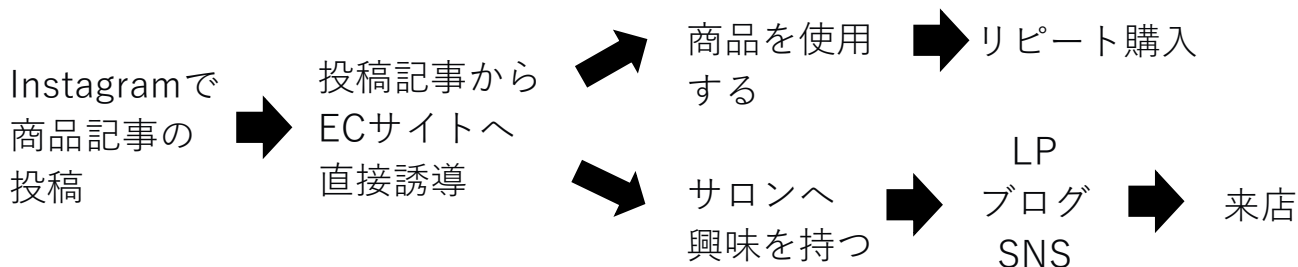 Instagramで
商品記事の
投稿
投稿記事から
ECサイトへ
直接誘導
商品を使用
する
リピート購入
サロンへ
興味を持つ
LP
ブログ
SNS
来店